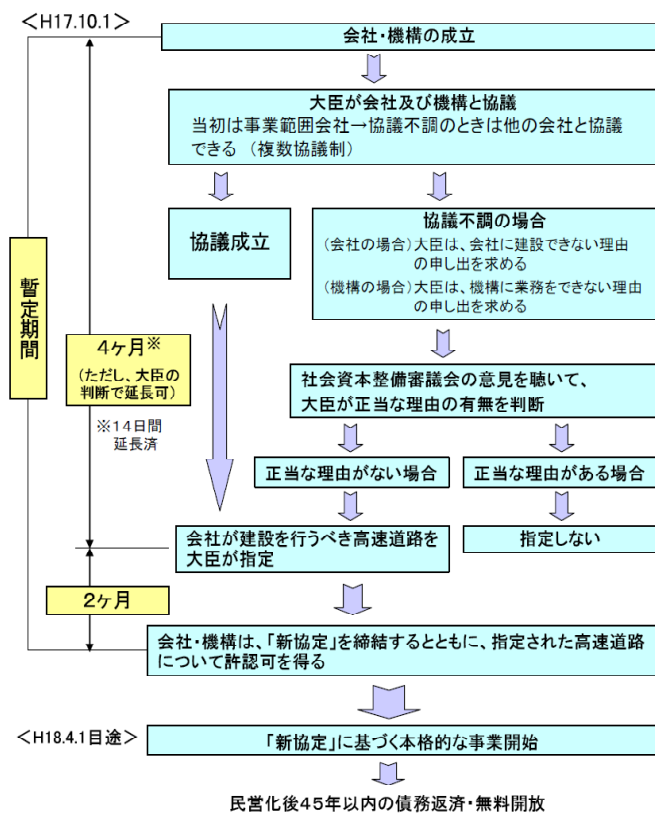 <H17.10.1>
会社・機構の成立
大臣が会社及び機構と協議
当初は事業範囲会社→協議不調のときは他の会社と協議
できる （複数協議制）
協議成立
協議不調の場合
（会社の場合）大臣は、会社に建設できない理由
の申し出を求める
（機構の場合）大臣は、機構に業務をできない理由
の申し出を求める
暫定期間
4ヶ月※
(ただし、大臣の
判断で延長可)
※14日間
延長済
社会資本整備審議会の意見を聴いて、
大臣が正当な理由の有無を判断
正当な理由がない場合
正当な理由がある場合
会社が建設を行うべき高速道路を
大臣が指定
指定しない
2ヶ月
会社・機構は、「新協定」を締結するとともに、指定された高速道路
について許認可を得る
<H18.4.1目途>
「新協定」に基づく本格的な事業開始
民営化後45年以内の債務返済・無料開放